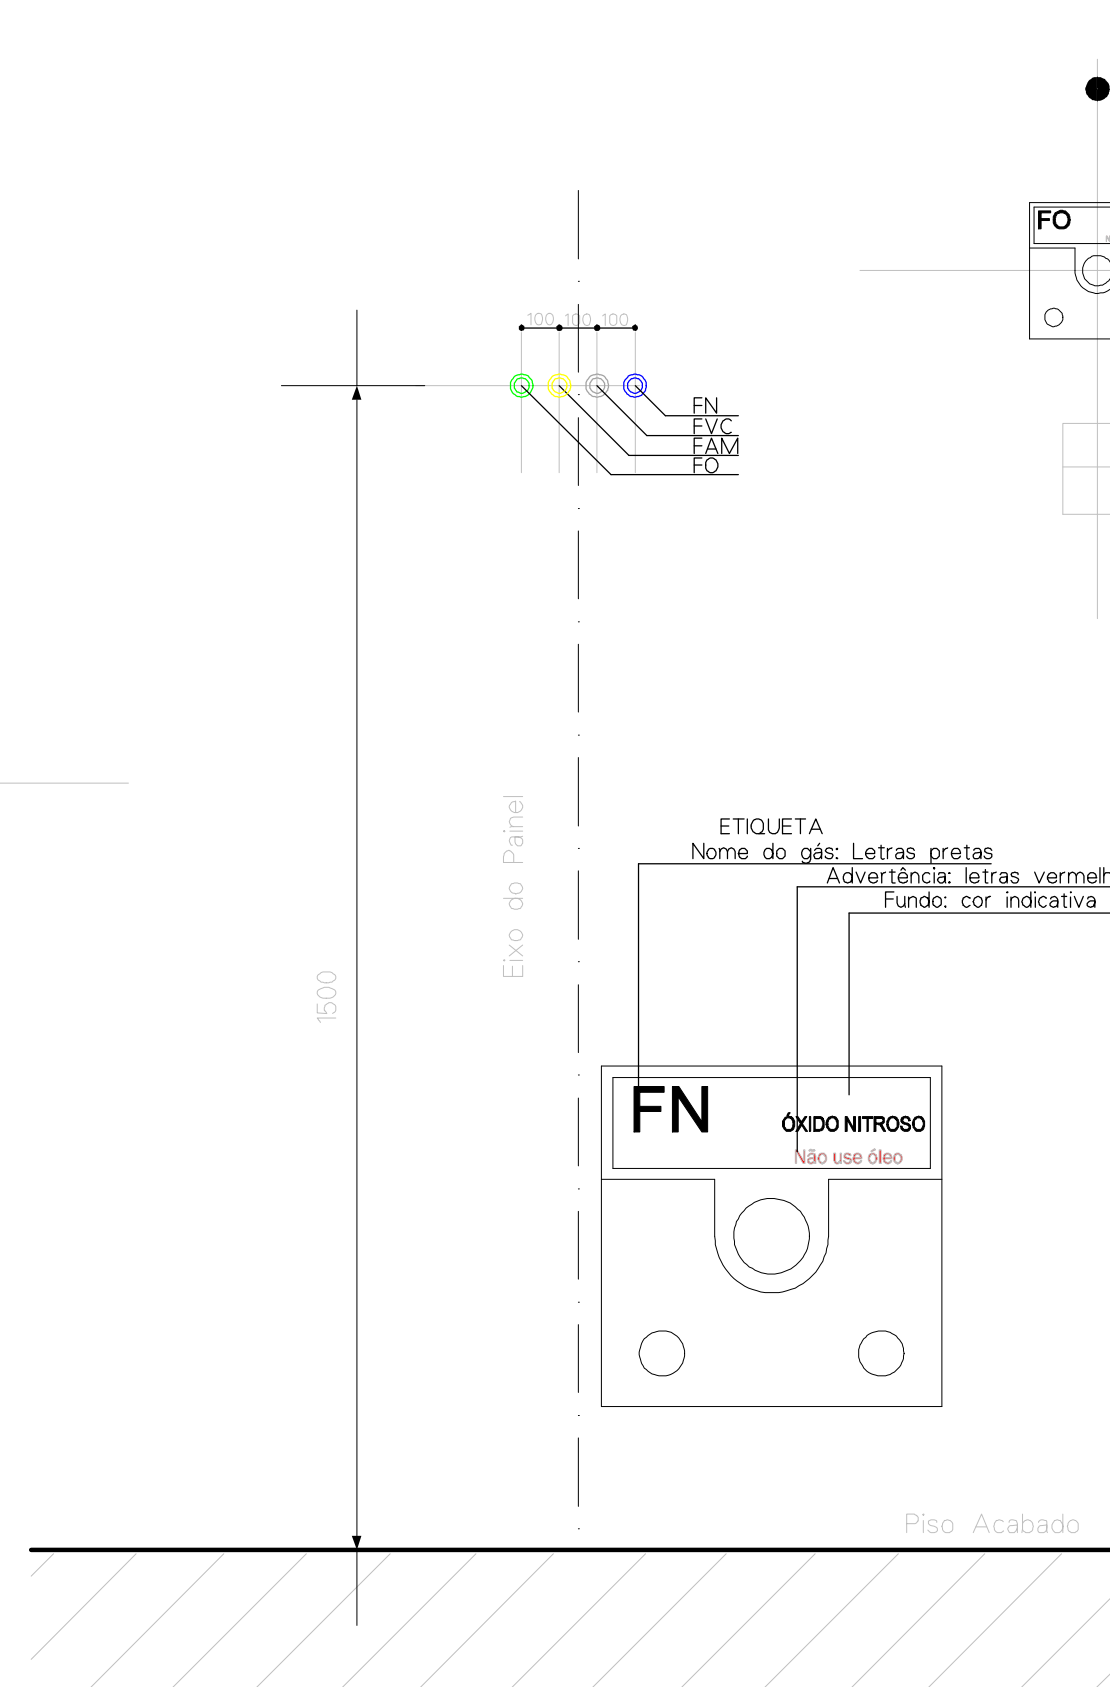 FO
100 100 100
FN
FVC
FAM
FO
ETIQUETA
Nome do gás: Letras pretas
Advertência: letras
Fundo: cor indicativa
Eixo do Painel
1500
FN
ÓXIDO NITROSO
Não use óleo
Piso Acabado